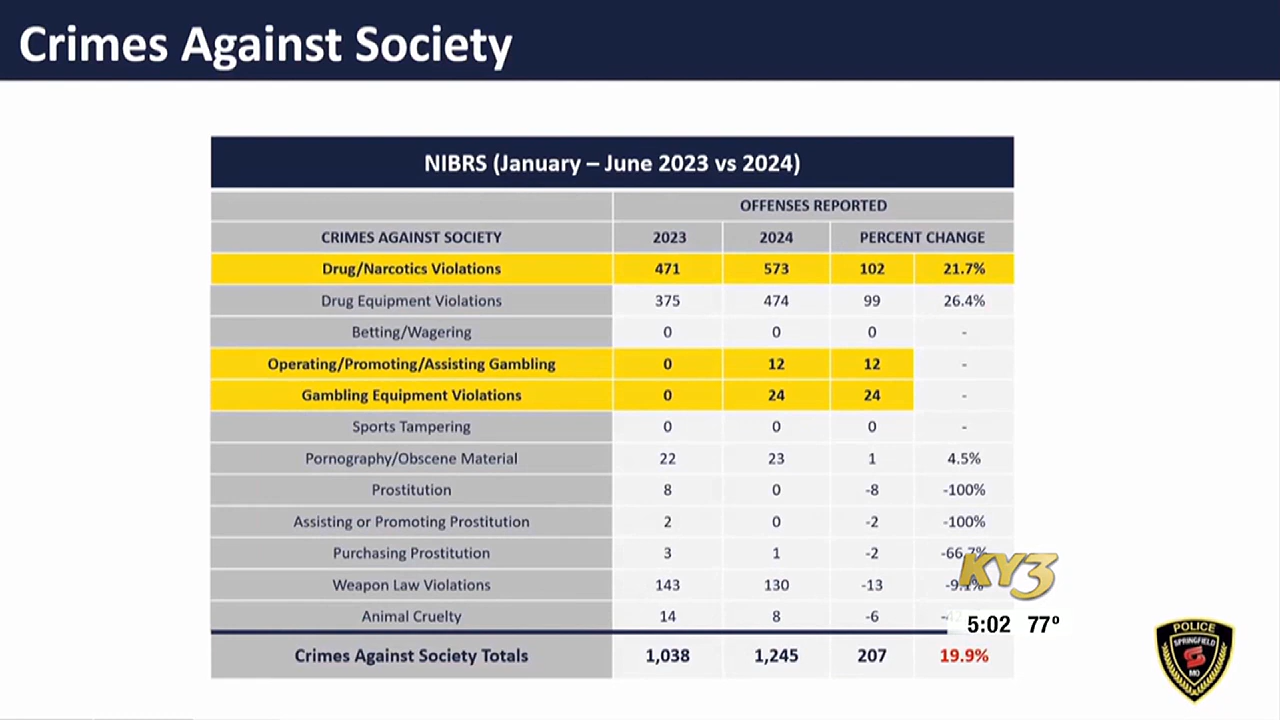 Crimes Against Society
NIBRS (January – June 2023 vs 2024)
OFFENSES REPORTED
CRIMES AGAINST SOCIETY 2023 2024 PERCENT CHANGE
Drug/Narcotics Violations 471 573 102 21.7%
Drug Equipment Violations 375 474 99 26.4%
Betting/Wagering 0 0 0 -
Operating/Promoting/Assisting Gambling 0 12 12 -
Gambling Equipment Violations 0 24 24 -
Sports Tampering 0 0 0 -
Pornography/Obscene Material 22 23 1 4.5%
Prostitution 8 0 -8 -100%
Assisting or Promoting Prostitution 2 0 -2 -100%
Purchasing Prostitution 3 1 -2 -66.7%
Weapon Law Violations 143 130 -13 -9.1%
Animal Cruelty 14 8 -6
Crimes Against Society Totals 1,038 1,245 207 19.9%
KY3
5:02 77º
POLICE
SPRINGFIELD
MO